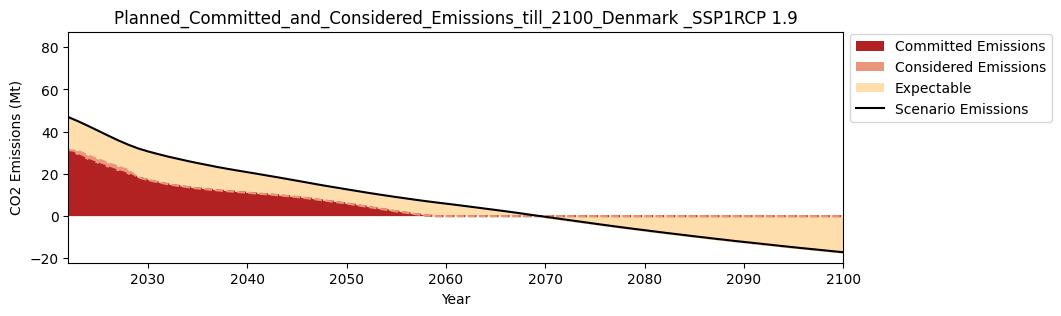 Planned_Committed_and_Considered_Emissions_till_2100_Denmark _SSP1RCP 1.9
80
60
40
20
0
−20
CO2 Emissions (Mt)
2030 2040 2050 2060 2070 2080 2090 2100
Year
Committed Emissions
Considered Emissions
Expectable
Scenario Emissions